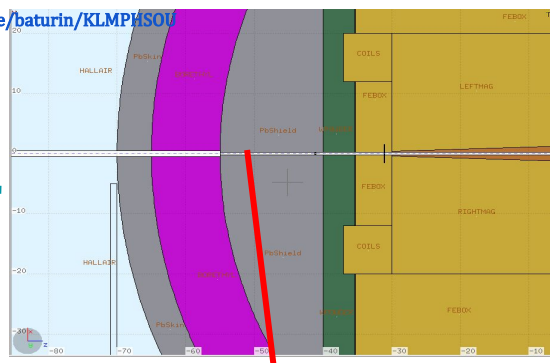 e/baturin/KLMPHSOU
FEBOX
PbSkin
COILS
HALLAIR
LEFTMAG
10
FEBOX
PbShield
0
FEBOX
-10
RIGHTMAG
COILS
PbShield
HALLAIR
-20
FEBOX
PbSkin
-30
x
z
-80
-70
-60
-50
-40
-30
-20
-10